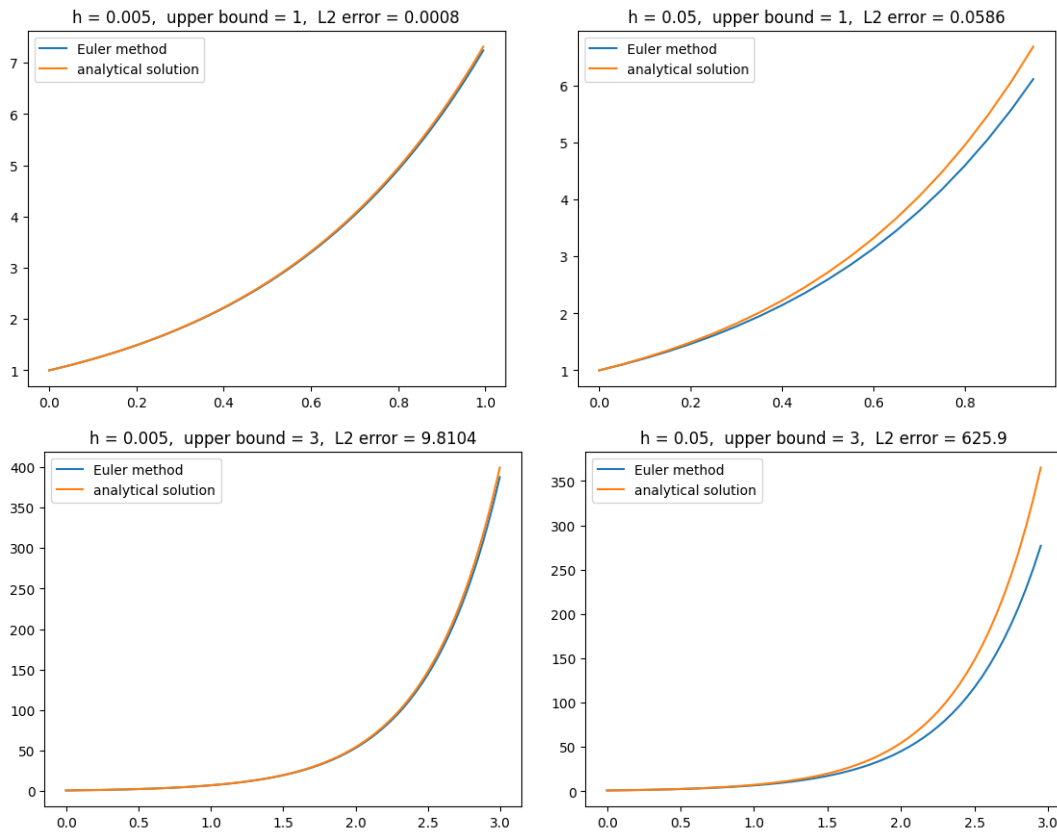 h = 0.005,  upper bound = 1,  L2 error = 0.0008
Euler method
analytical solution
7
6
5
4
3
2
1
0.0 0.2 0.4 0.6 0.8 1.0
h = 0.05,  upper bound = 1,  L2 error = 0.0586
Euler method
analytical solution
6
5
4
3
2
1
0.0 0.2 0.4 0.6 0.8
h = 0.005,  upper bound = 3,  L2 error = 9.8104
Euler method
analytical solution
400
350
300
250
200
150
100
50
0
0.0 0.5 1.0 1.5 2.0 2.5 3.0
h = 0.05,  upper bound = 3,  L2 error = 625.9
Euler method
analytical solution
350
300
250
200
150
100
50
0
0.0 0.5 1.0 1.5 2.0 2.5 3.0